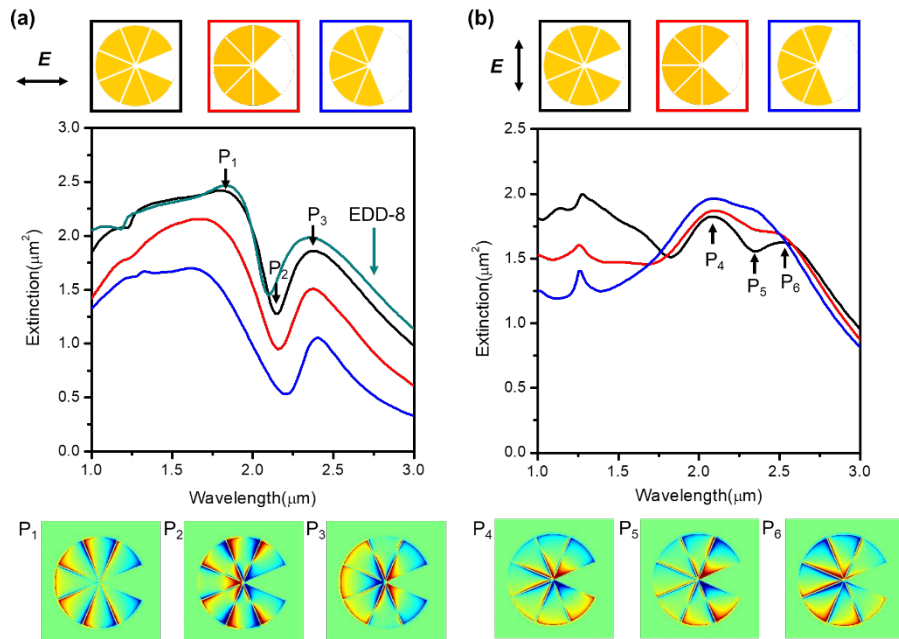 (a)
E
3.0
2.5
2.0
1.5
1.0
0.5
0.0
Extinction(μm²)
P₁
P₂
P₃
EDD-8
1.0 1.5 2.0 2.5 3.0
Wavelength(μm)
P₁ P₂ P₃
(b)
E
2.5
2.0
1.5
1.0
0.5
0.0
Extinction(μm²)
P₄
P₅
P₆
1.0 1.5 2.0 2.5 3.0
Wavelength(μm)
P₄ P₅ P₆